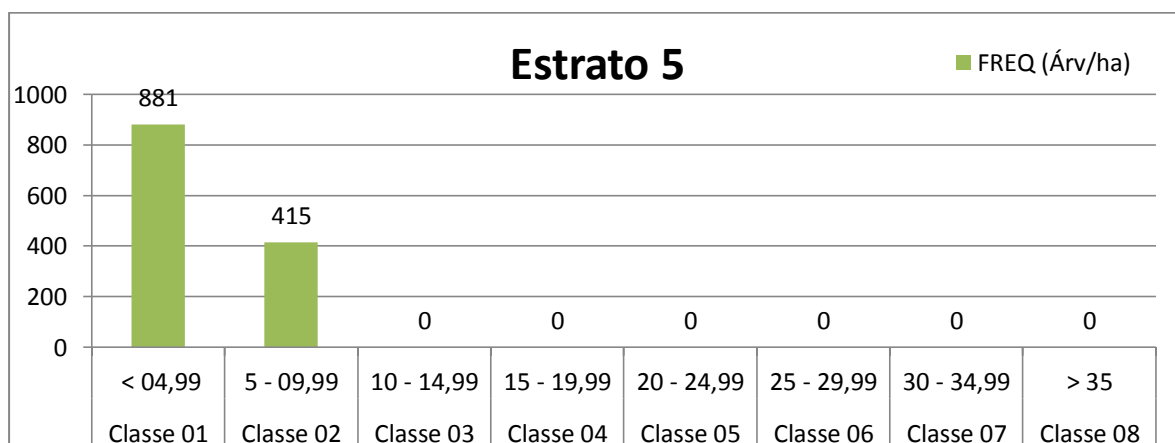 Estrato 5
FREQ (Árv/ha)
1000
800
600
400
200
0
881
415
0
0
0
0
0
0
< 04,99
5 - 09,99
10 - 14,99
15 - 19,99
20 - 24,99
25 - 29,99
30 - 34,99
> 35
Classe 01
Classe 02
Classe 03
Classe 04
Classe 05
Classe 06
Classe 07
Classe 08